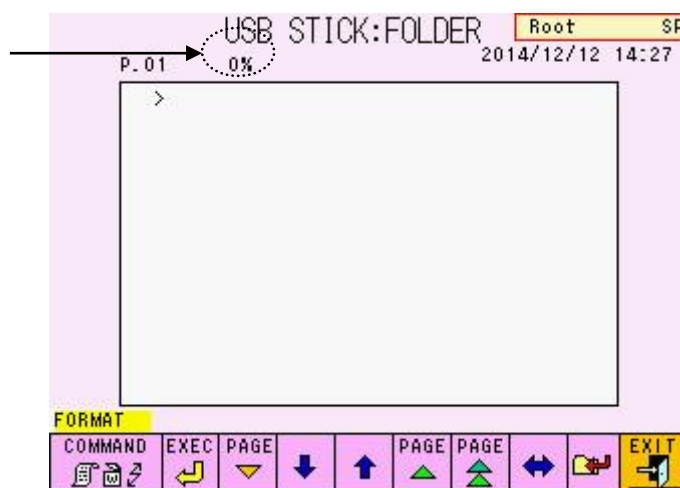 USB STICK:FOLDER
Root SP
2014/12/12 14:27
P.01 0%
>
FORMAT
COMMAND EXEC PAGE PAGE PAGE EXIT